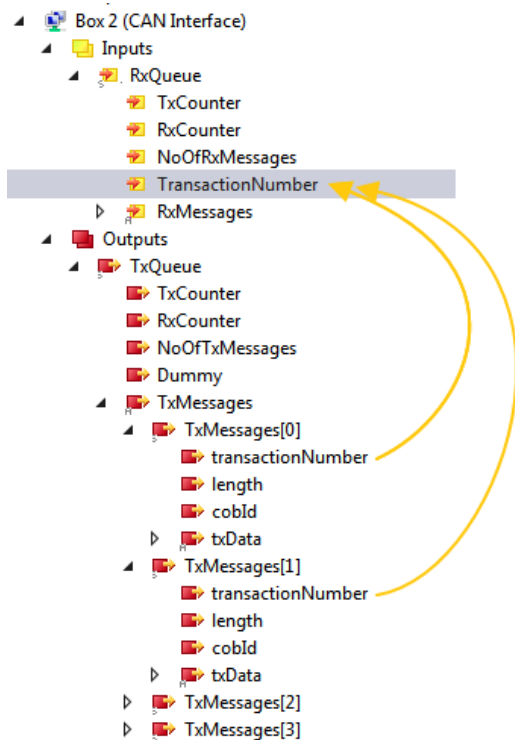 Box 2 (CAN Interface)
Inputs
RxQueue
TxCounter
RxCounter
NoOfRxMessages
TransactionNumber
RxMessages
Outputs
TxQueue
TxCounter
RxCounter
NoOfTxMessages
Dummy
TxMessages
TxMessages[0]
transactionNumber
length
cobId
txData
TxMessages[1]
transactionNumber
length
cobId
txData
TxMessages[2]
TxMessages[3]